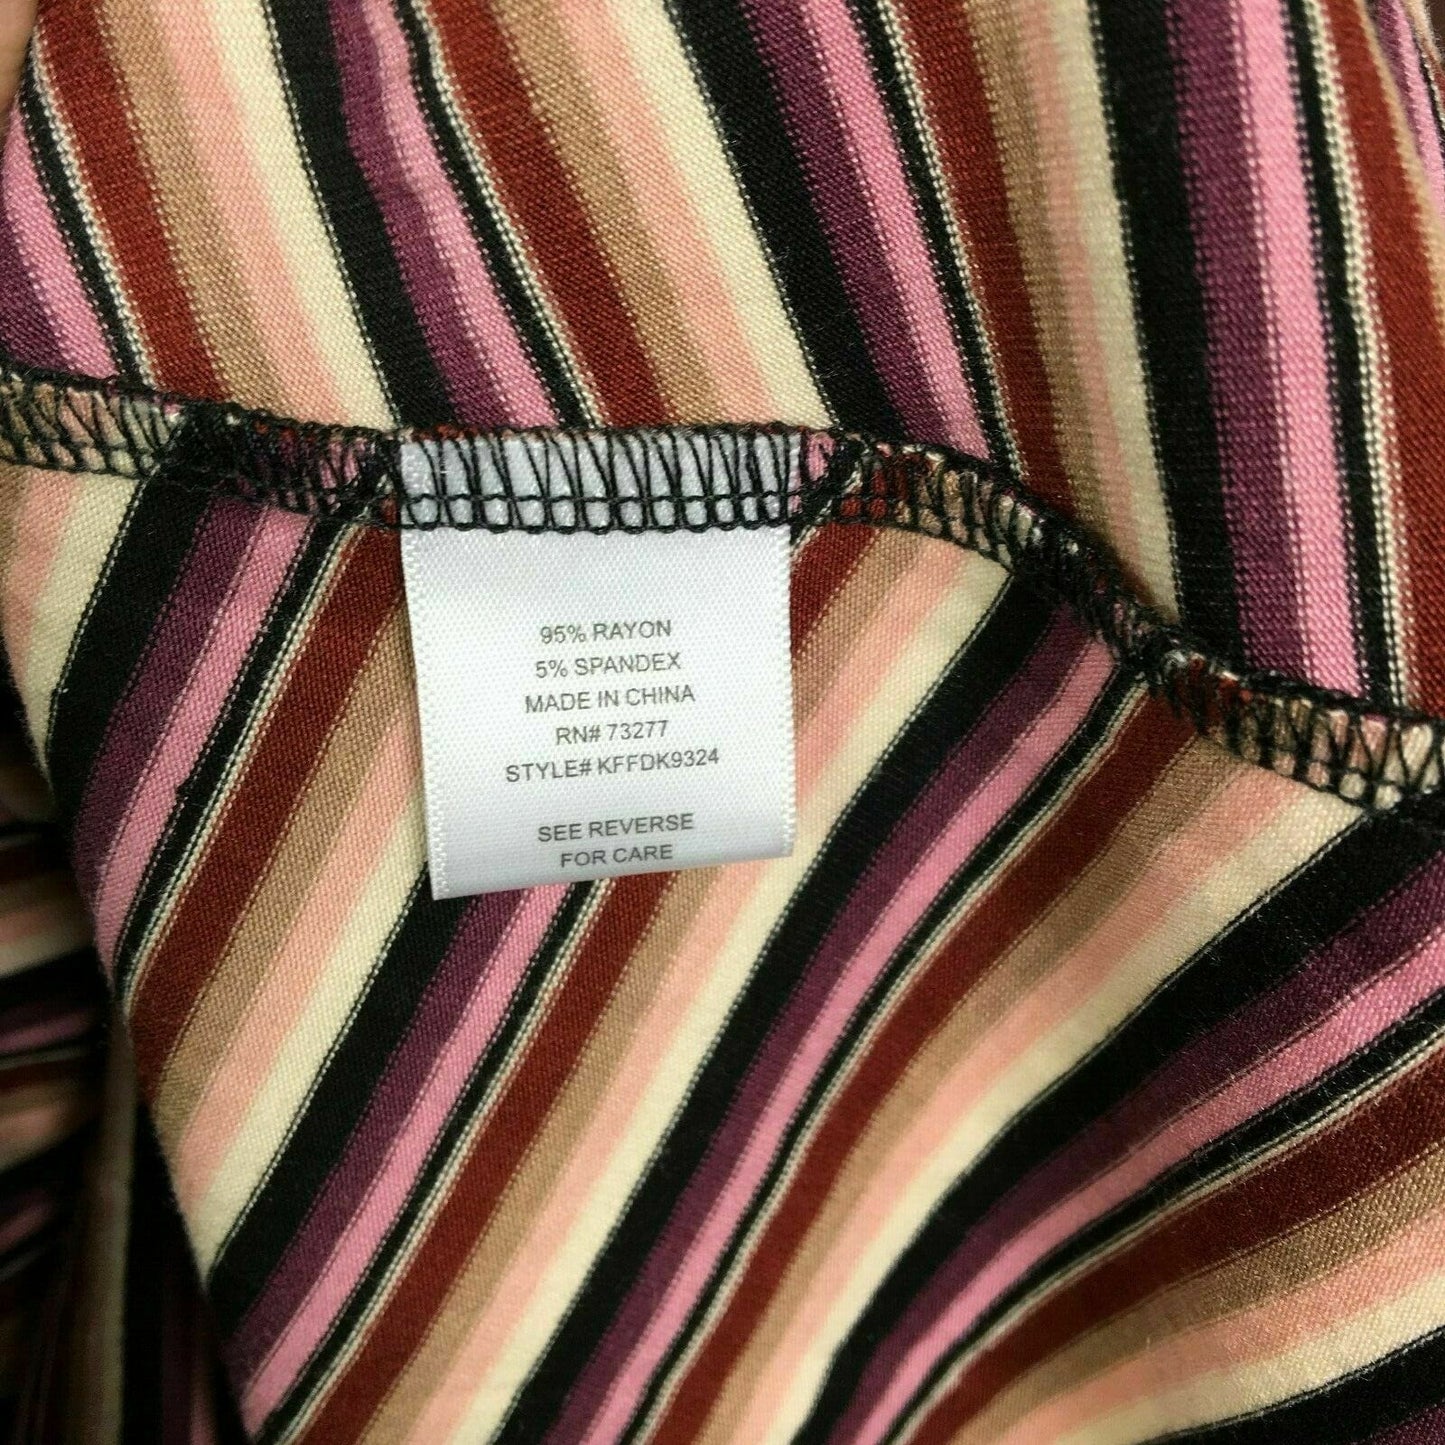 95% RAYON
5% SPANDEX
MADE IN CHINA
RN# 73277
STYLE# KFFDK9324
SEE REVERSE
FOR CARE